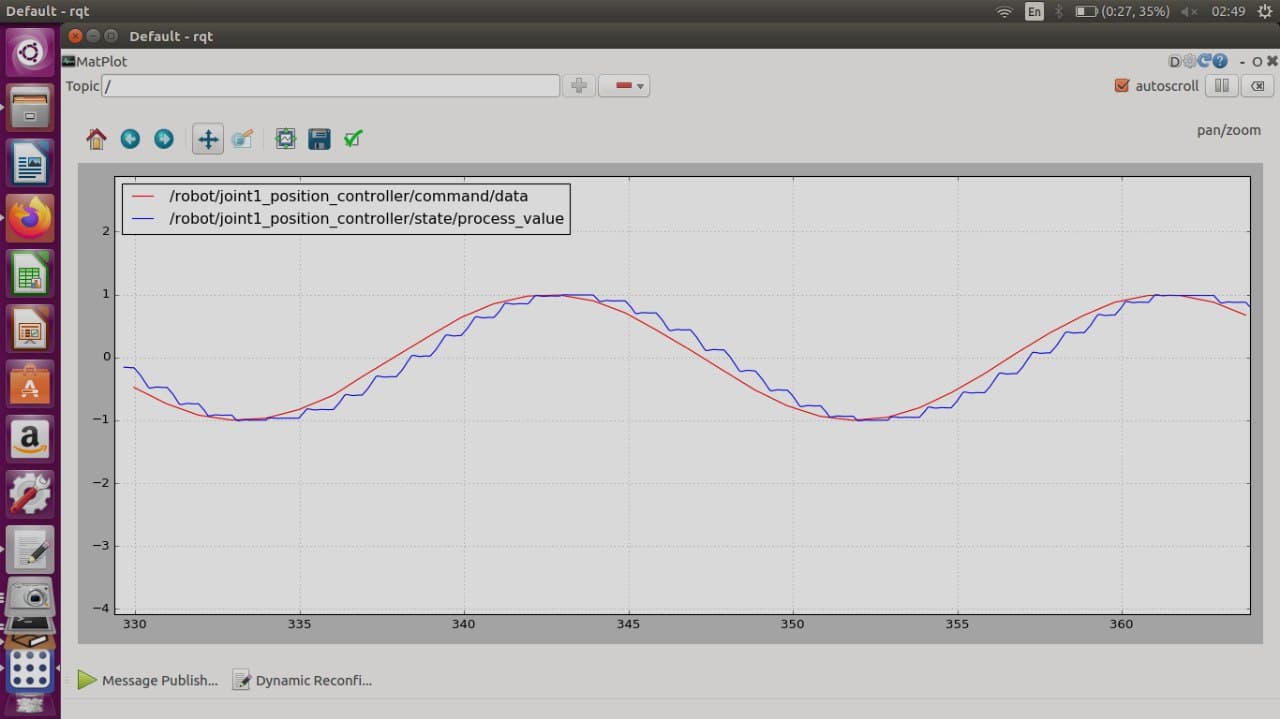 Default - rqt
En (0:27, 35%) 02:49
Default - rqt
MatPlot
D ? - O
Topic /
autoscroll
pan/zoom
/robot/joint1_position_controller/command/data
/robot/joint1_position_controller/state/process_value
2
1
0
−1
−2
−3
−4
330 335 340 345 350 355 360
Message Publish... Dynamic Reconfi...
a
A